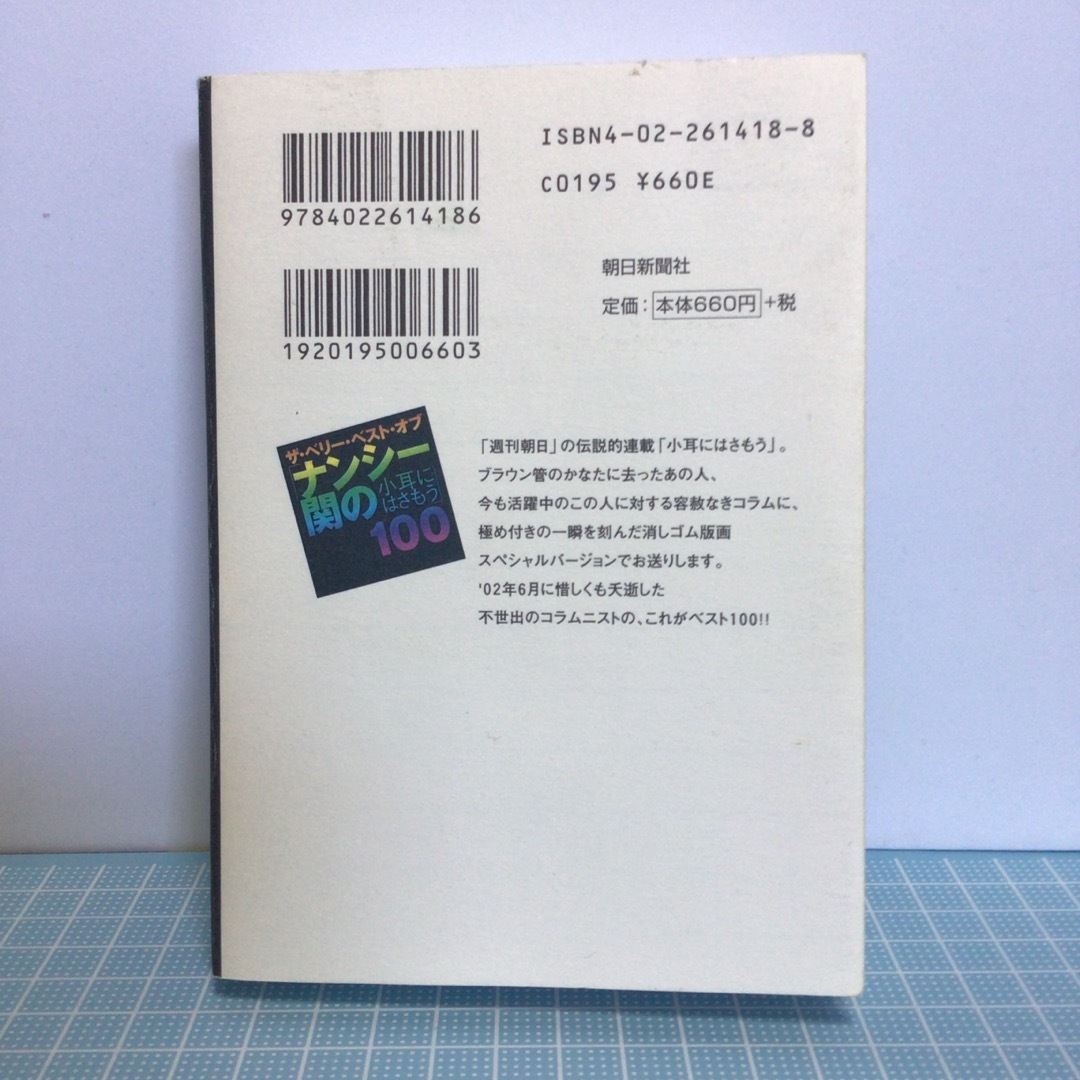 ISBN4-02-261418-8
C0195 ¥660E
9784022614186
朝日新聞社
定価：本体660円+税
1920195006603
ザ・ベリー・ベスト・オブ
「ナンシー
関の
小耳に
はさもう」
100
「週刊朝日」の伝説的連載「小耳にはさもう」。
ブラウン管のかなたに去ったあの人、
今も活躍中のこの人に対する容赦なきコラムに、
極め付きの一瞬を刻んだ消しゴム版画
スペシャルバージョンでお送りします。
'02年6月に惜しくも夭逝した
不世出のコラムニストの、これがベスト100!!